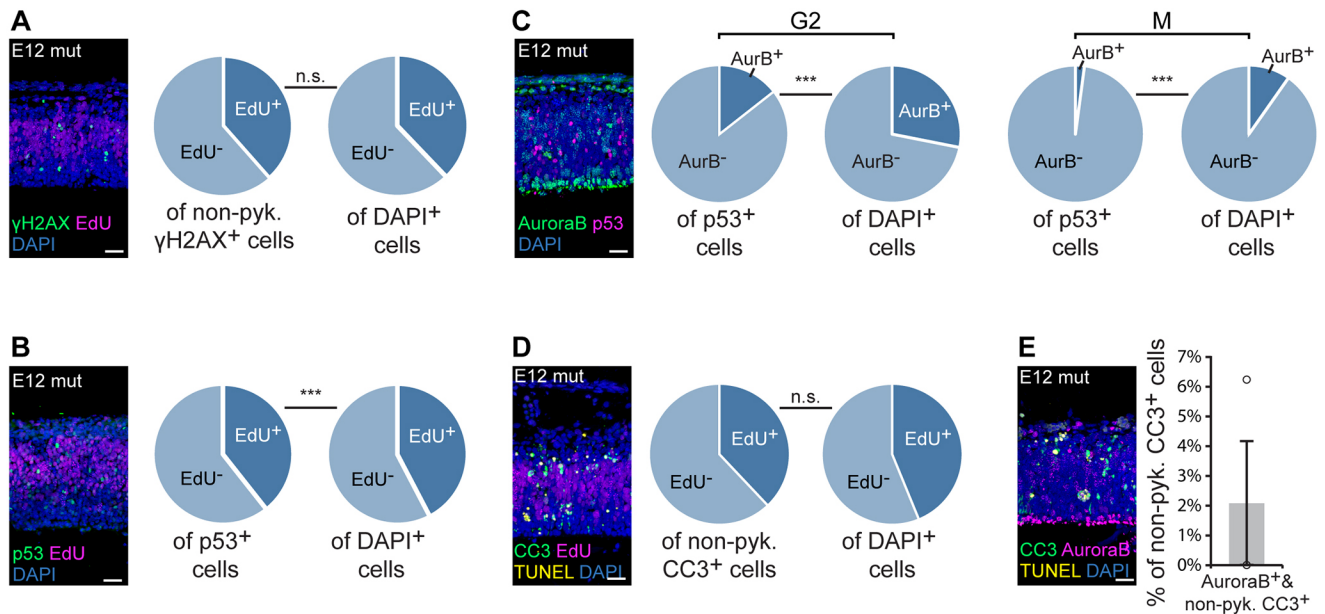 A
E12 mut
γH2AX EdU
DAPI
EdU+
EdU-
of non-pyk.
γH2AX+ cells
n.s.
EdU+
EdU-
of DAPI+
cells
C
E12 mut
AuroraB p53
DAPI
G2
AurB+
AurB-
of p53+
cells
***
AurB+
AurB-
of DAPI+
cells
M
AurB+
AurB-
of p53+
cells
***
AurB+
AurB-
of DAPI+
cells
B
E12 mut
p53 EdU
DAPI
EdU+
EdU-
of p53+
cells
***
EdU+
EdU-
of DAPI+
cells
D
E12 mut
CC3 EdU
TUNEL DAPI
EdU+
EdU-
of non-pyk.
CC3+ cells
n.s.
EdU+
EdU-
of DAPI+
cells
E
E12 mut
CC3 AuroraB
TUNEL DAPI
% of non-pyk. CC3+ cells
7%
6%
5%
4%
3%
2%
1%
0%
AuroraB+&
non-pyk. CC3+